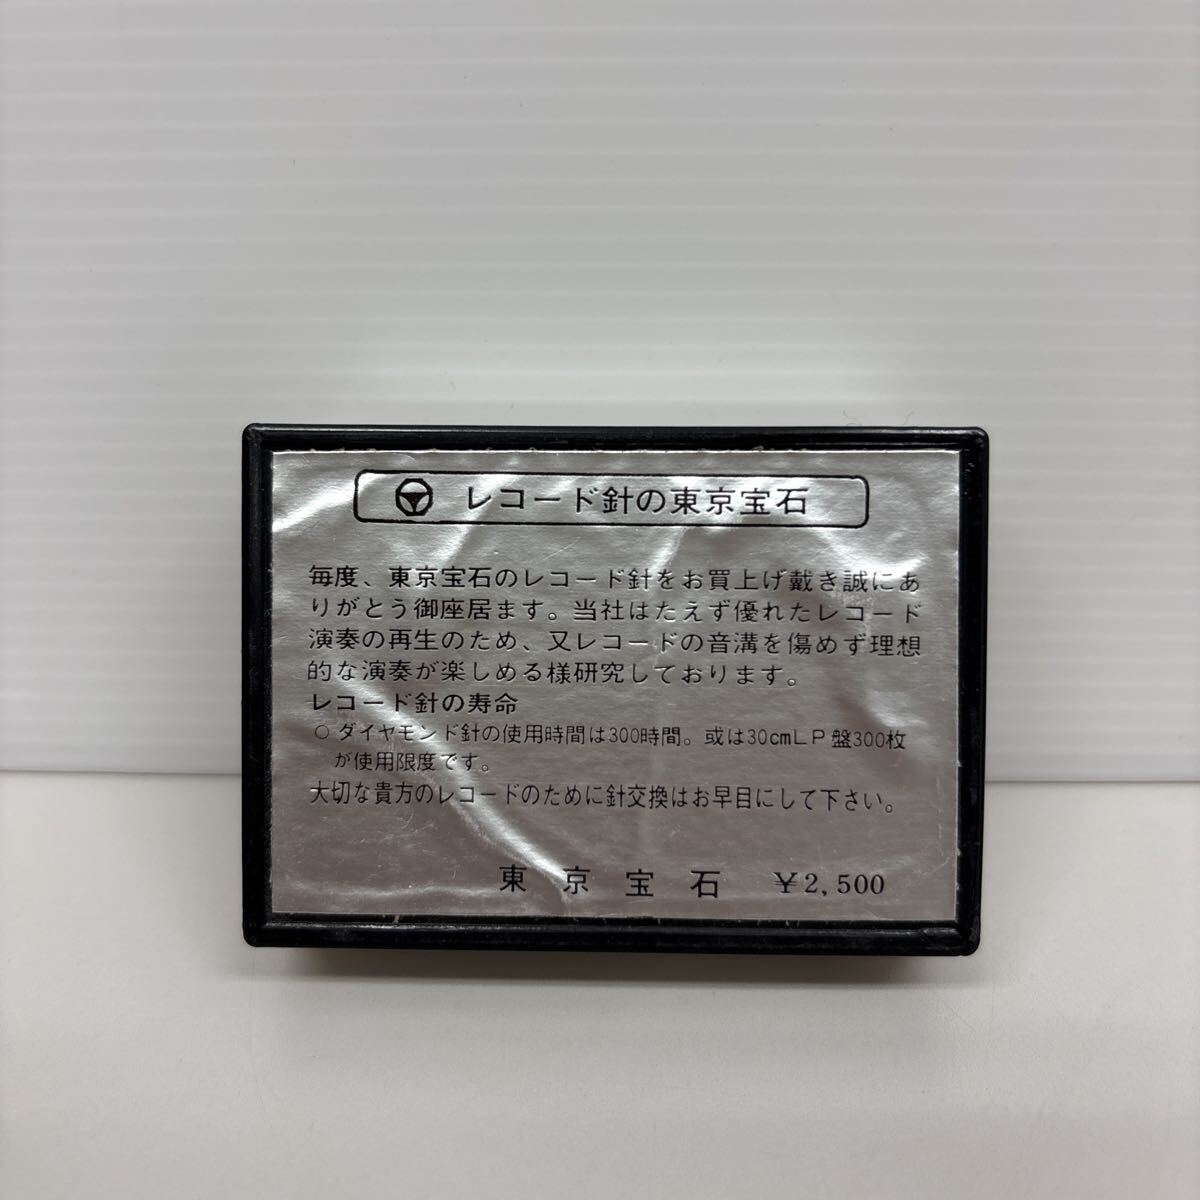 レコード針の東京宝石
毎度、東京宝石のレコード針をお買上げ戴き誠にあ
りがとう御座居ます。当社はたえず優れたレコード
演奏の再生のため、又レコードの音溝を傷めず理想
的な演奏が楽しめる様研究しております。
レコード針の寿命
○ダイヤモンド針の使用時間は300時間。或は30cmLP盤300枚
が使用限度です。
大切な貴方のレコードのために針交換はお早目にして下さい。
東京宝石 ¥2,500